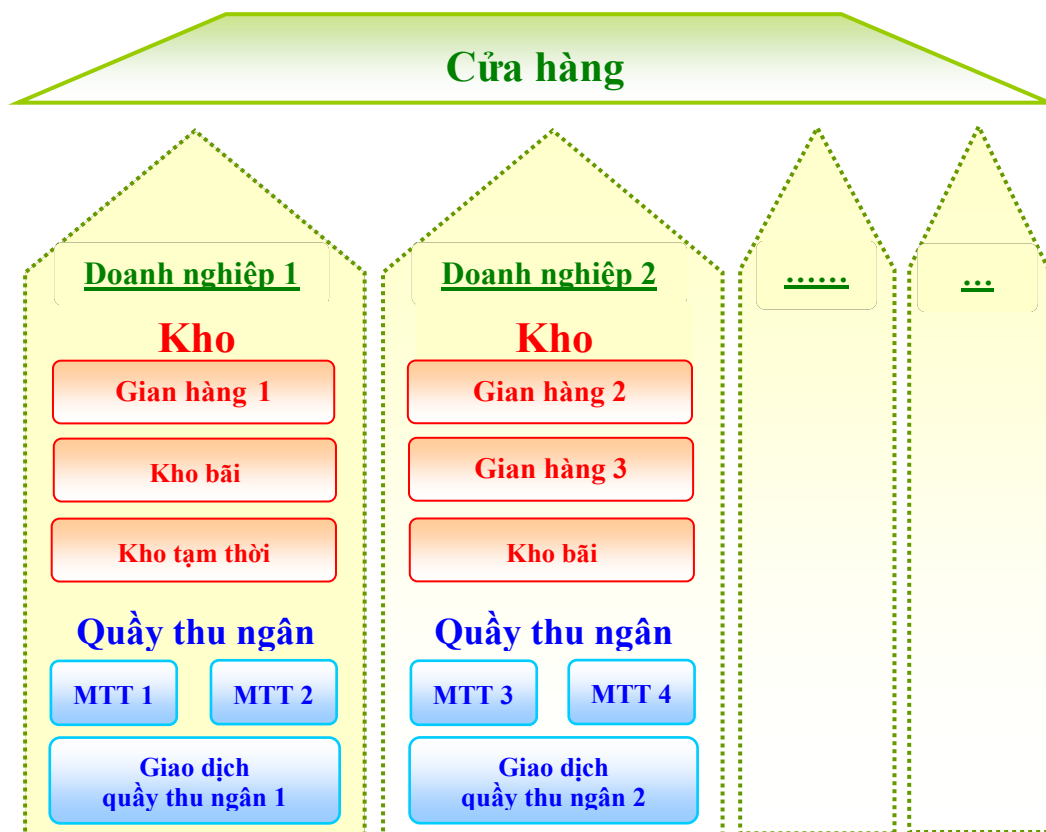 Cửa hàng
Doanh nghiệp 1
Kho
Gian hàng 1
Kho bãi
Kho tạm thời
Quầy thu ngân
MTT 1
MTT 2
Giao dịch
quầy thu ngân 1
Doanh nghiệp 2
Kho
Gian hàng 2
Gian hàng 3
Kho bãi
Quầy thu ngân
MTT 3
MTT 4
Giao dịch
quầy thu ngân 2
......
...